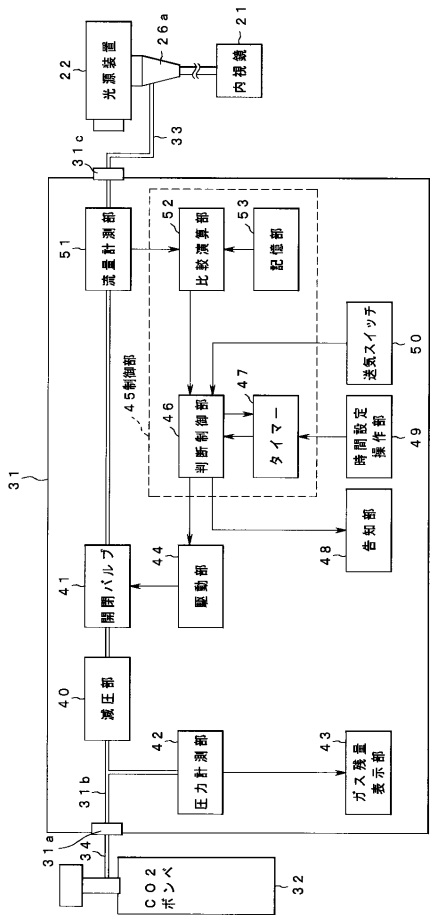 31
31a
34
31b
CO2
ボンベ
32
40
減圧部
41
開閉バルブ
51
流量計測部
31c
33
22
光源装置
26a
21
内視鏡
42
圧力計測部
43
ガス残量
表示部
44
駆動部
45制御部
46
判断制御部
47
タイマー
52
比較演算部
53
記憶部
48
告知部
時間設定
操作部
49
送気スイッチ
50